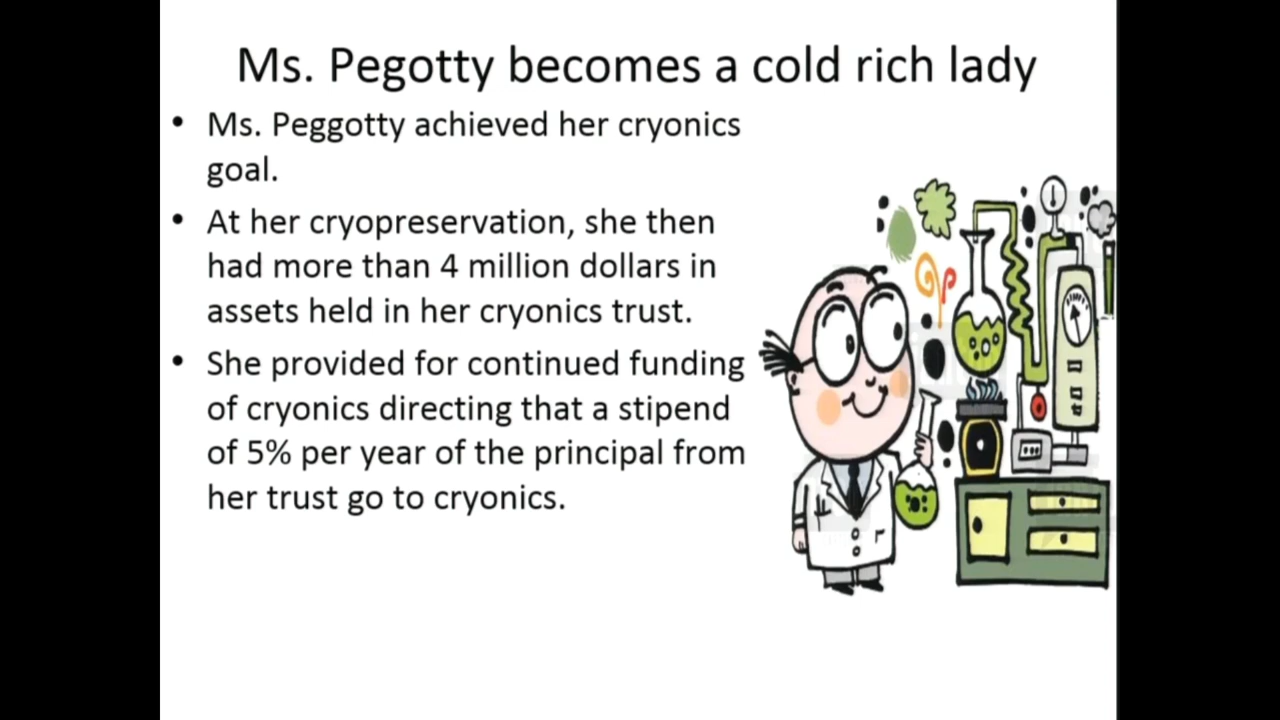 Ms. Pegotty becomes a cold rich lady
• Ms. Peggotty achieved her cryonics
goal.
• At her cryopreservation, she then
had more than 4 million dollars in
assets held in her cryonics trust.
• She provided for continued funding
of cryonics directing that a stipend
of 5% per year of the principal from
her trust go to cryonics.